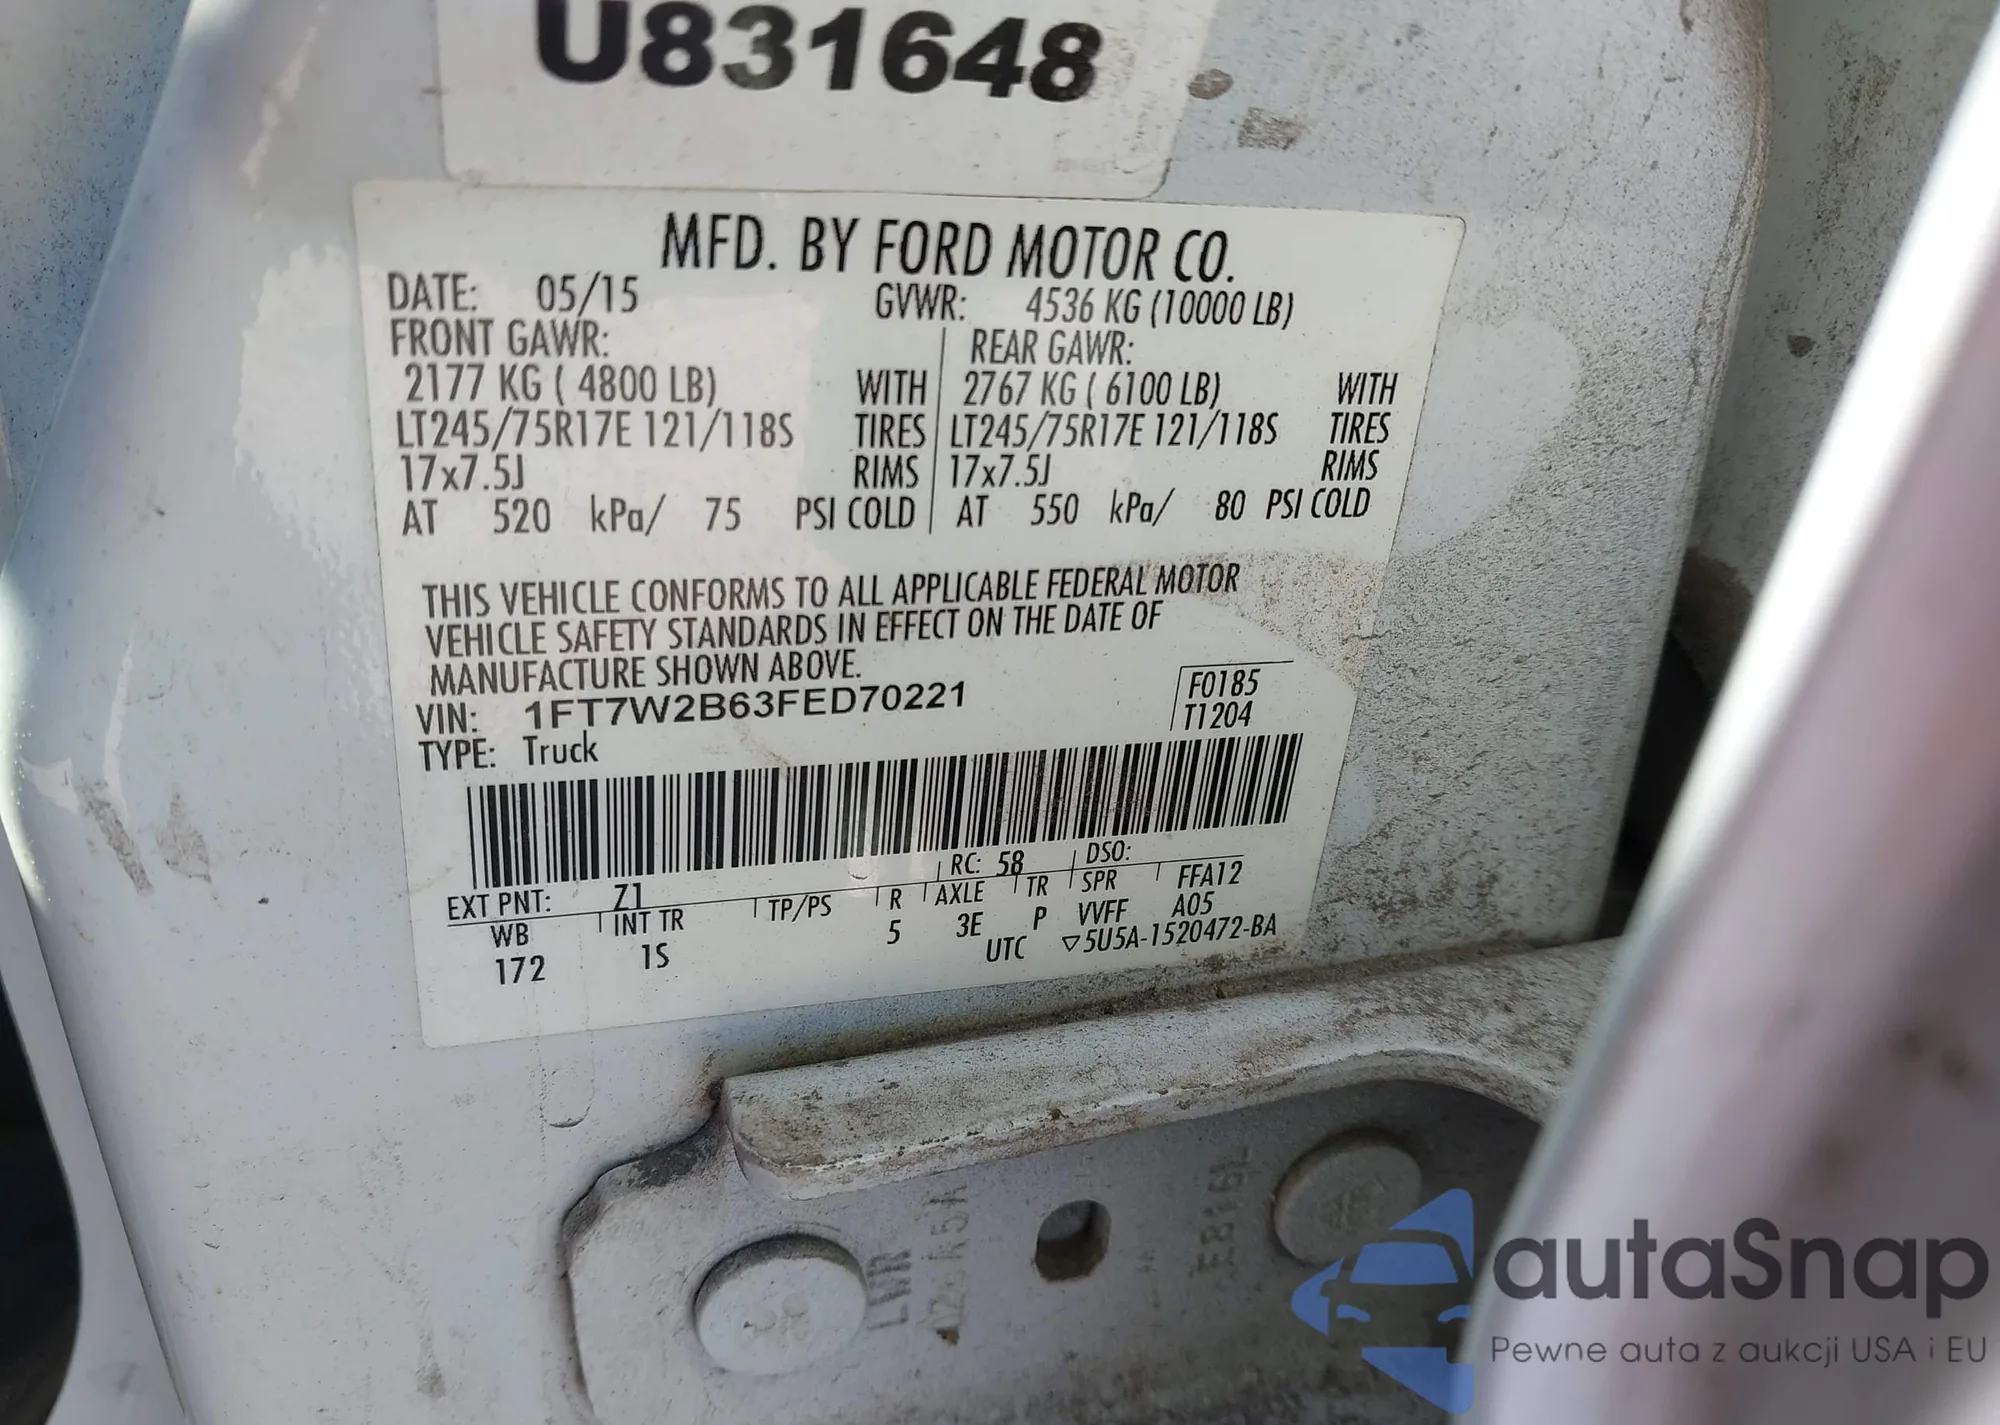 U831648
MFD. BY FORD MOTOR CO.
DATE: 05/15 GVWR: 4536 KG (10000 LB)
FRONT GAWR: REAR GAWR:
2177 KG ( 4800 LB) WITH 2767 KG ( 6100 LB) WITH
LT245/75R17E 121/118S TIRES LT245/75R17E 121/118S TIRES
17x7.5J RIMS 17x7.5J RIMS
AT 520 kPa/ 75 PSI COLD AT 550 kPa/ 80 PSI COLD
THIS VEHICLE CONFORMS TO ALL APPLICABLE FEDERAL MOTOR
VEHICLE SAFETY STANDARDS IN EFFECT ON THE DATE OF
MANUFACTURE SHOWN ABOVE.
VIN: 1FT7W2B63FED70221 F0185
TYPE: Truck T1204
EXT PNT: Z1 RC: 58 DSO:
WB INT TR TP/PS R AXLE TR SPR FFA12
172 1S 5 3E P VVFF A05
UTC ▽5U5A-1520472-BA
LWR
autaSnap
Pewne auta z aukcji USA i EU